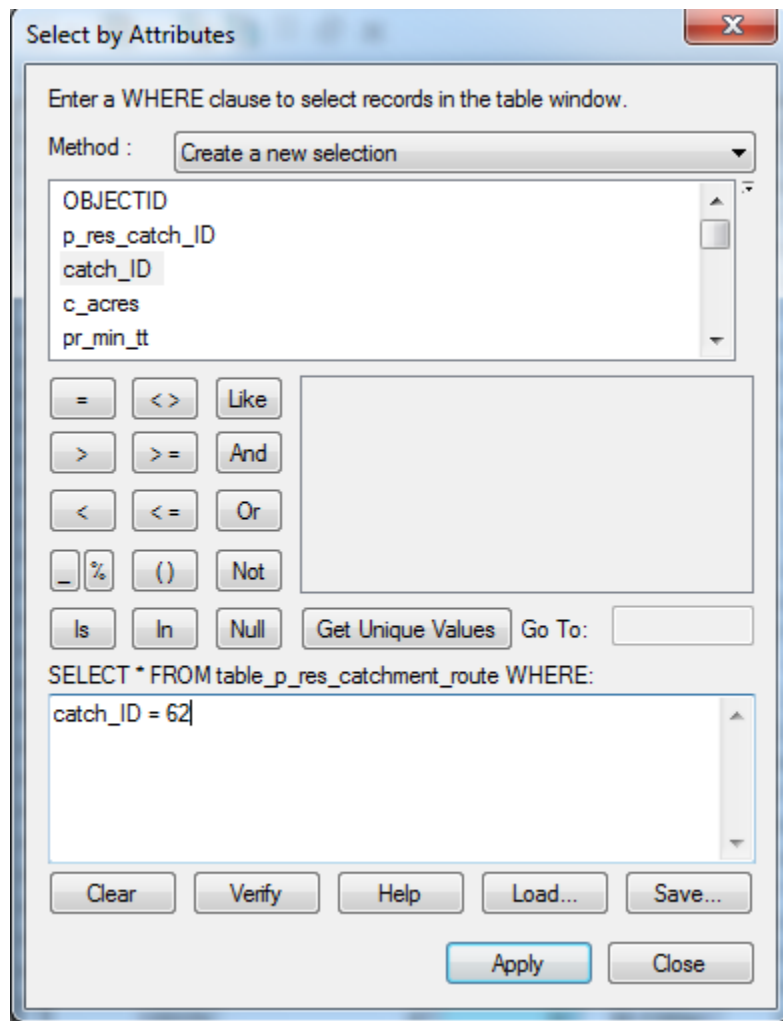 Select by Attributes
Enter a WHERE clause to select records in the table window.
Method : Create a new selection
OBJECTID
p_res_catch_ID
catch_ID
c_acres
pr_min_tt
= < > Like
> > = And
< < = Or
_ % () Not
Is In Null Get Unique Values Go To:
SELECT * FROM table_p_res_catchment_route WHERE:
catch_ID = 62
Clear Verify Help Load... Save...
Apply Close